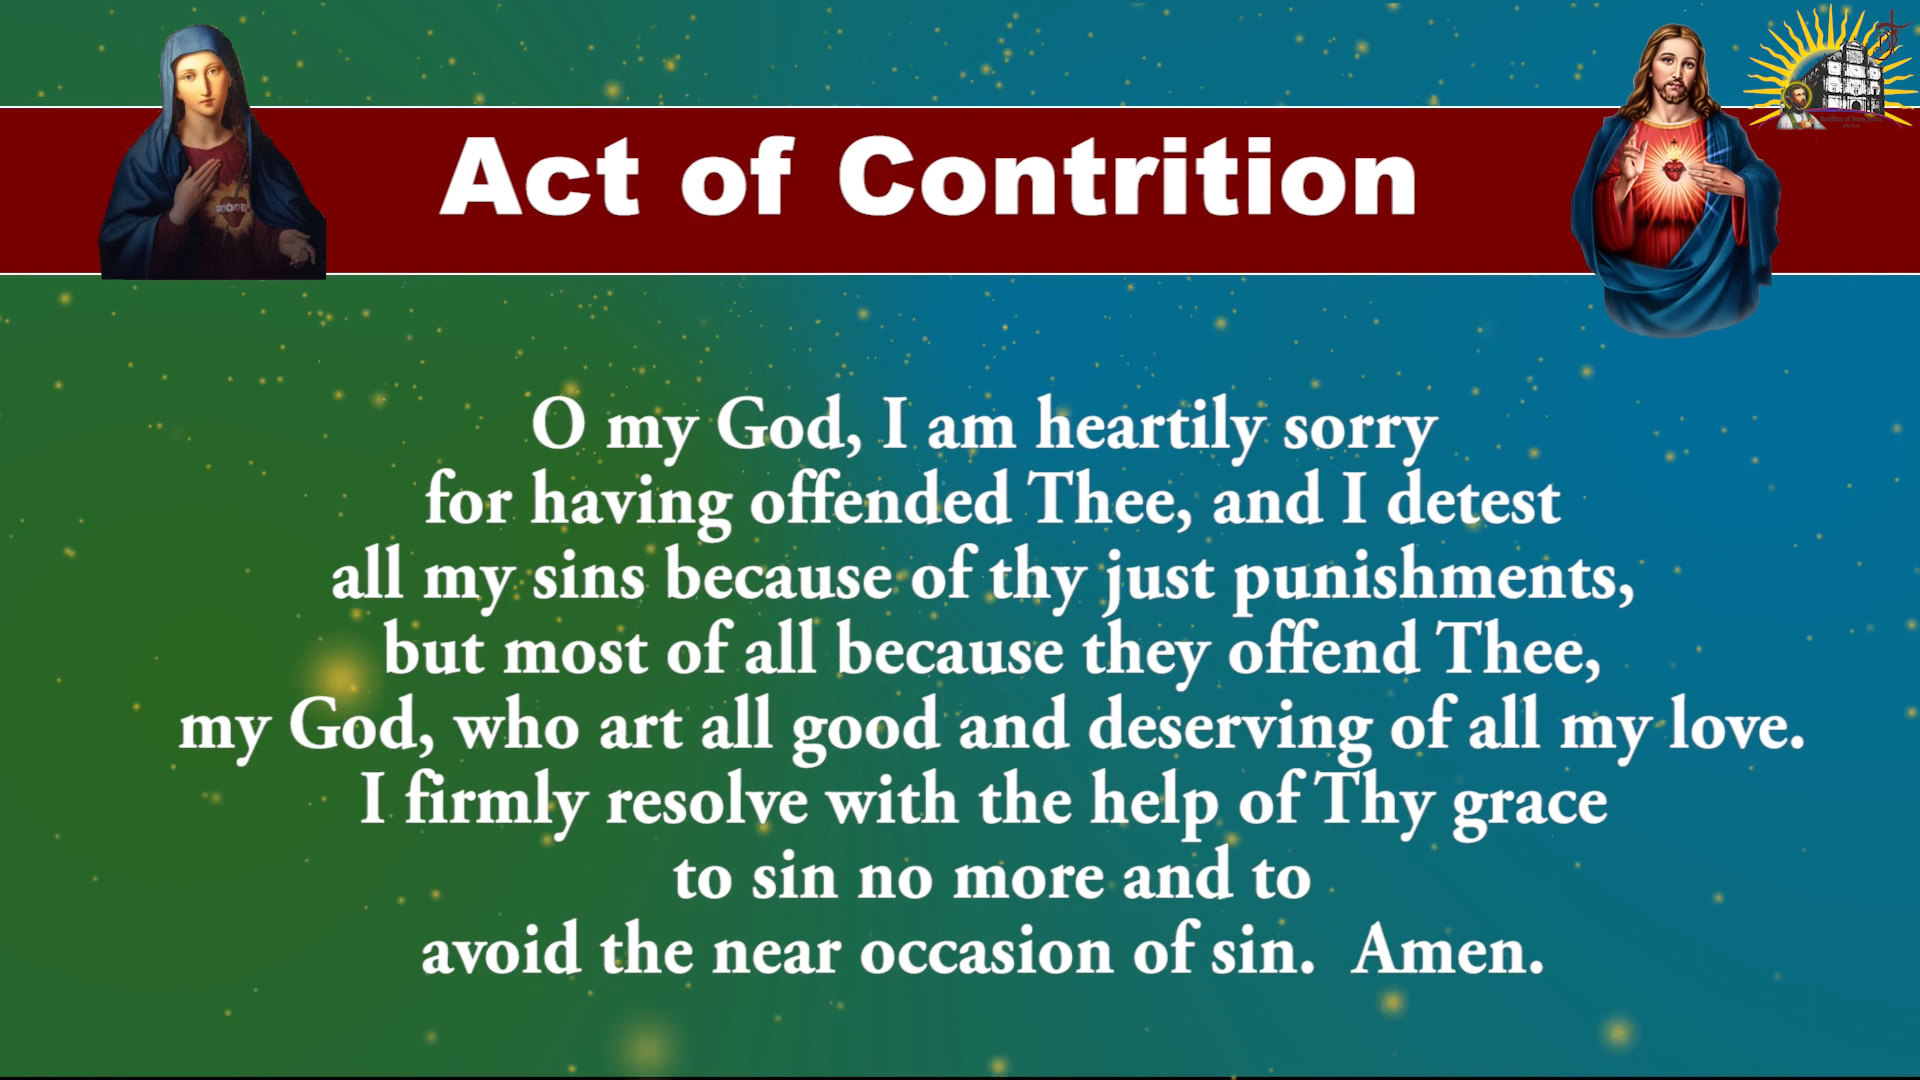 Act of Contrition
O my God, I am heartily sorry
for having offended Thee, and I detest
all my sins because of thy just punishments,
but most of all because they offend Thee,
my God, who art all good and deserving of all my love.
I firmly resolve with the help of Thy grace
to sin no more and to
avoid the near occasion of sin.  Amen.